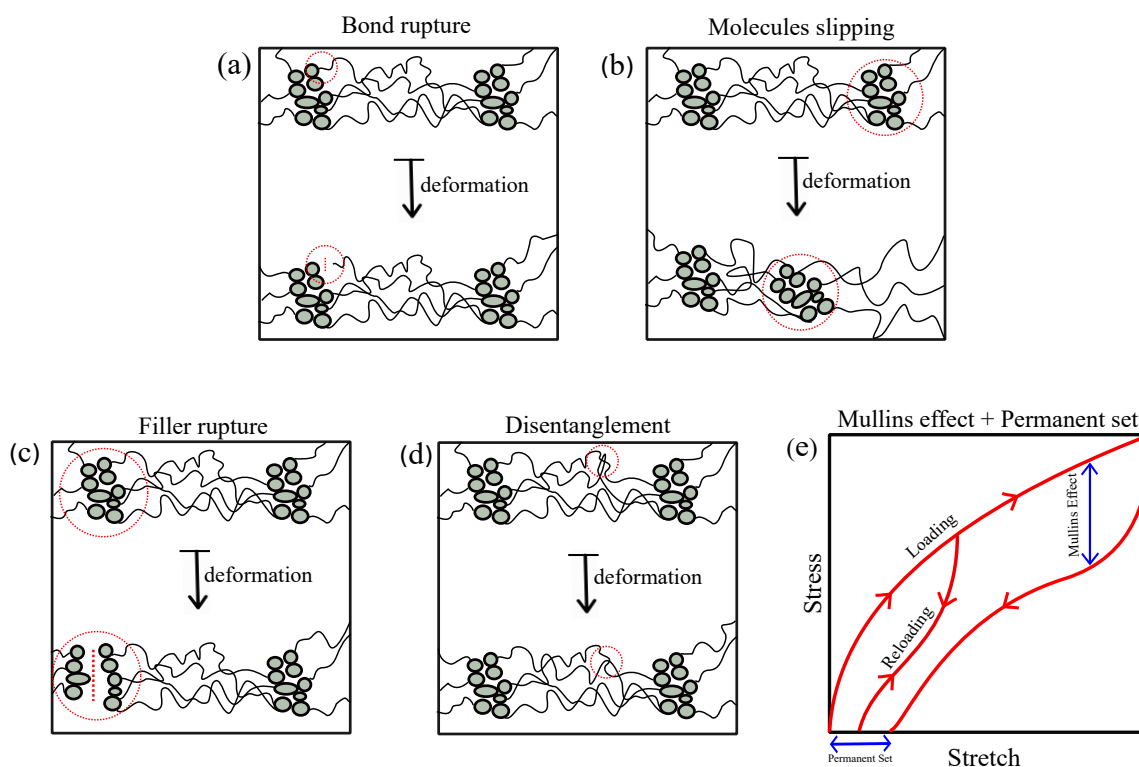 Bond rupture
(a)
deformation
Molecules slipping
(b)
deformation
Filler rupture
(c)
deformation
Disentanglement
(d)
deformation
Mullins effect + Permanent set
(e)
Stress
Loading
Reloading
Mullins Effect
Permanent Set
Stretch